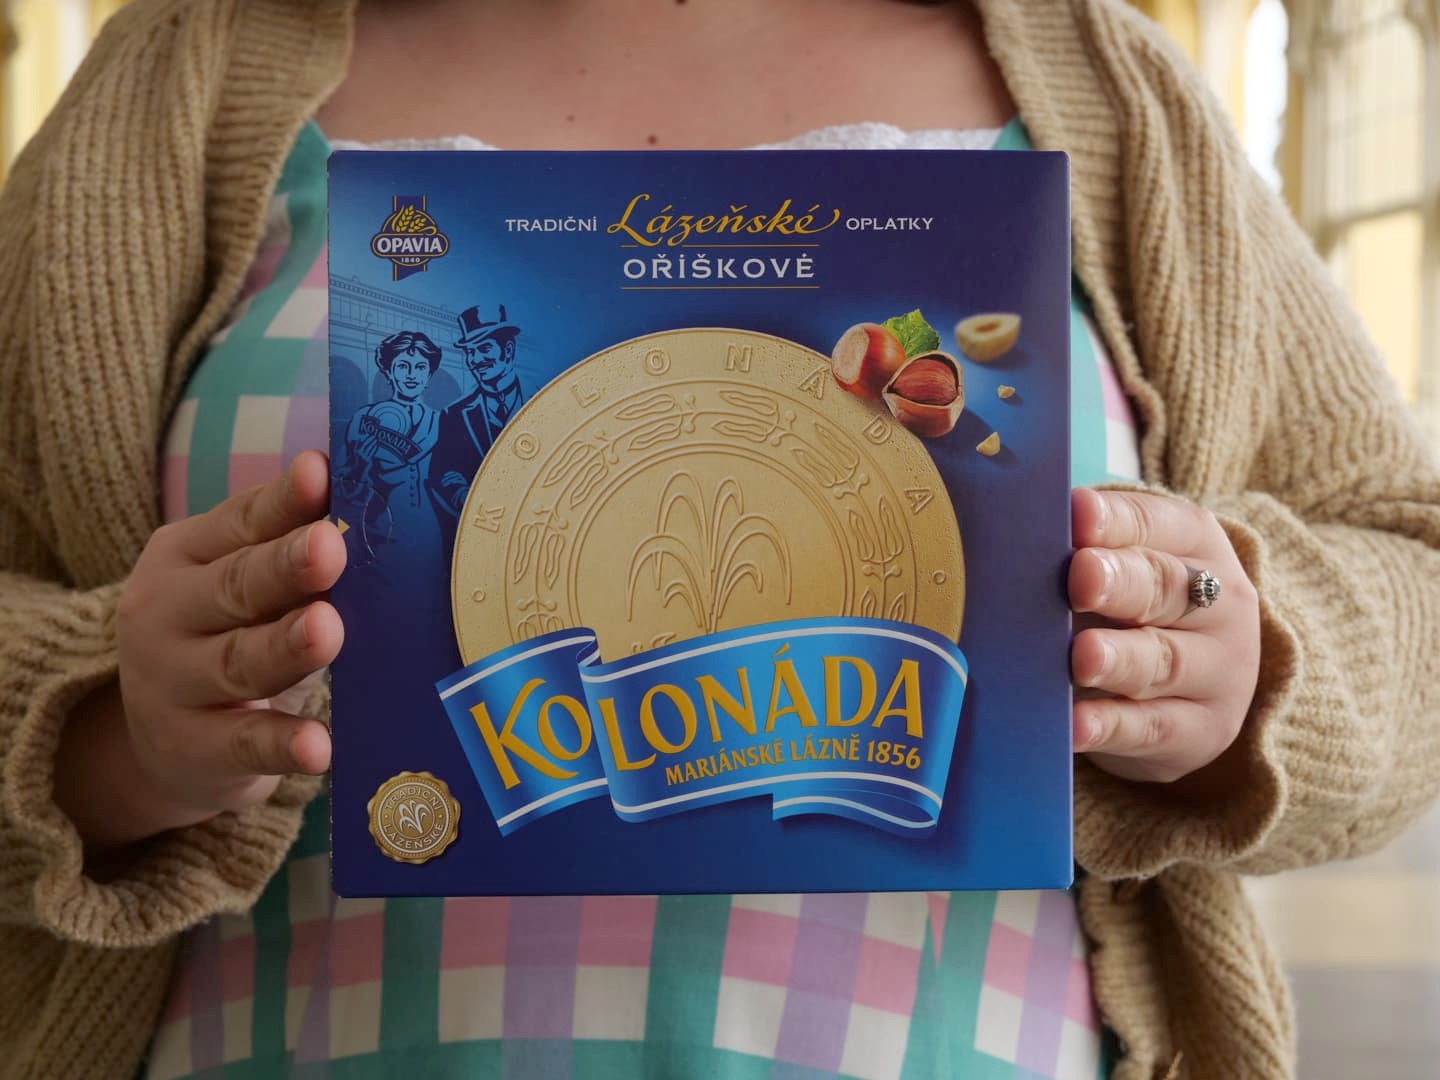 OPAVIA
1840
TRADIČNÍ Lázeňské OPLATKY
OŘÍŠKOVÉ
KOLONÁDA
KOLONÁDA
KOLONÁDA
MARIÁNSKÉ LÁZNĚ 1856
TRADIČNÍ
LÁZEŇSKÉ